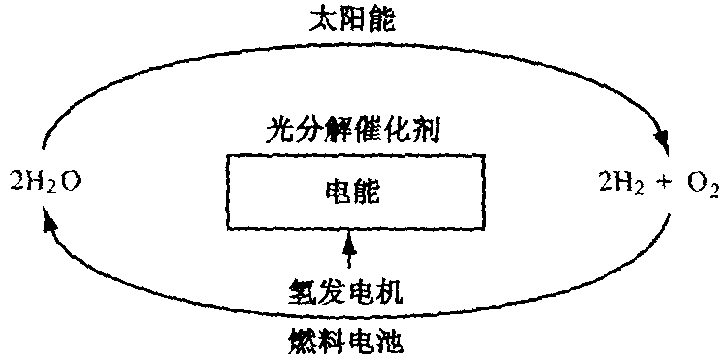 太阳能
光分解催化剂
2H₂O
电能
2H₂ + O₂
氢发电机
燃料电池